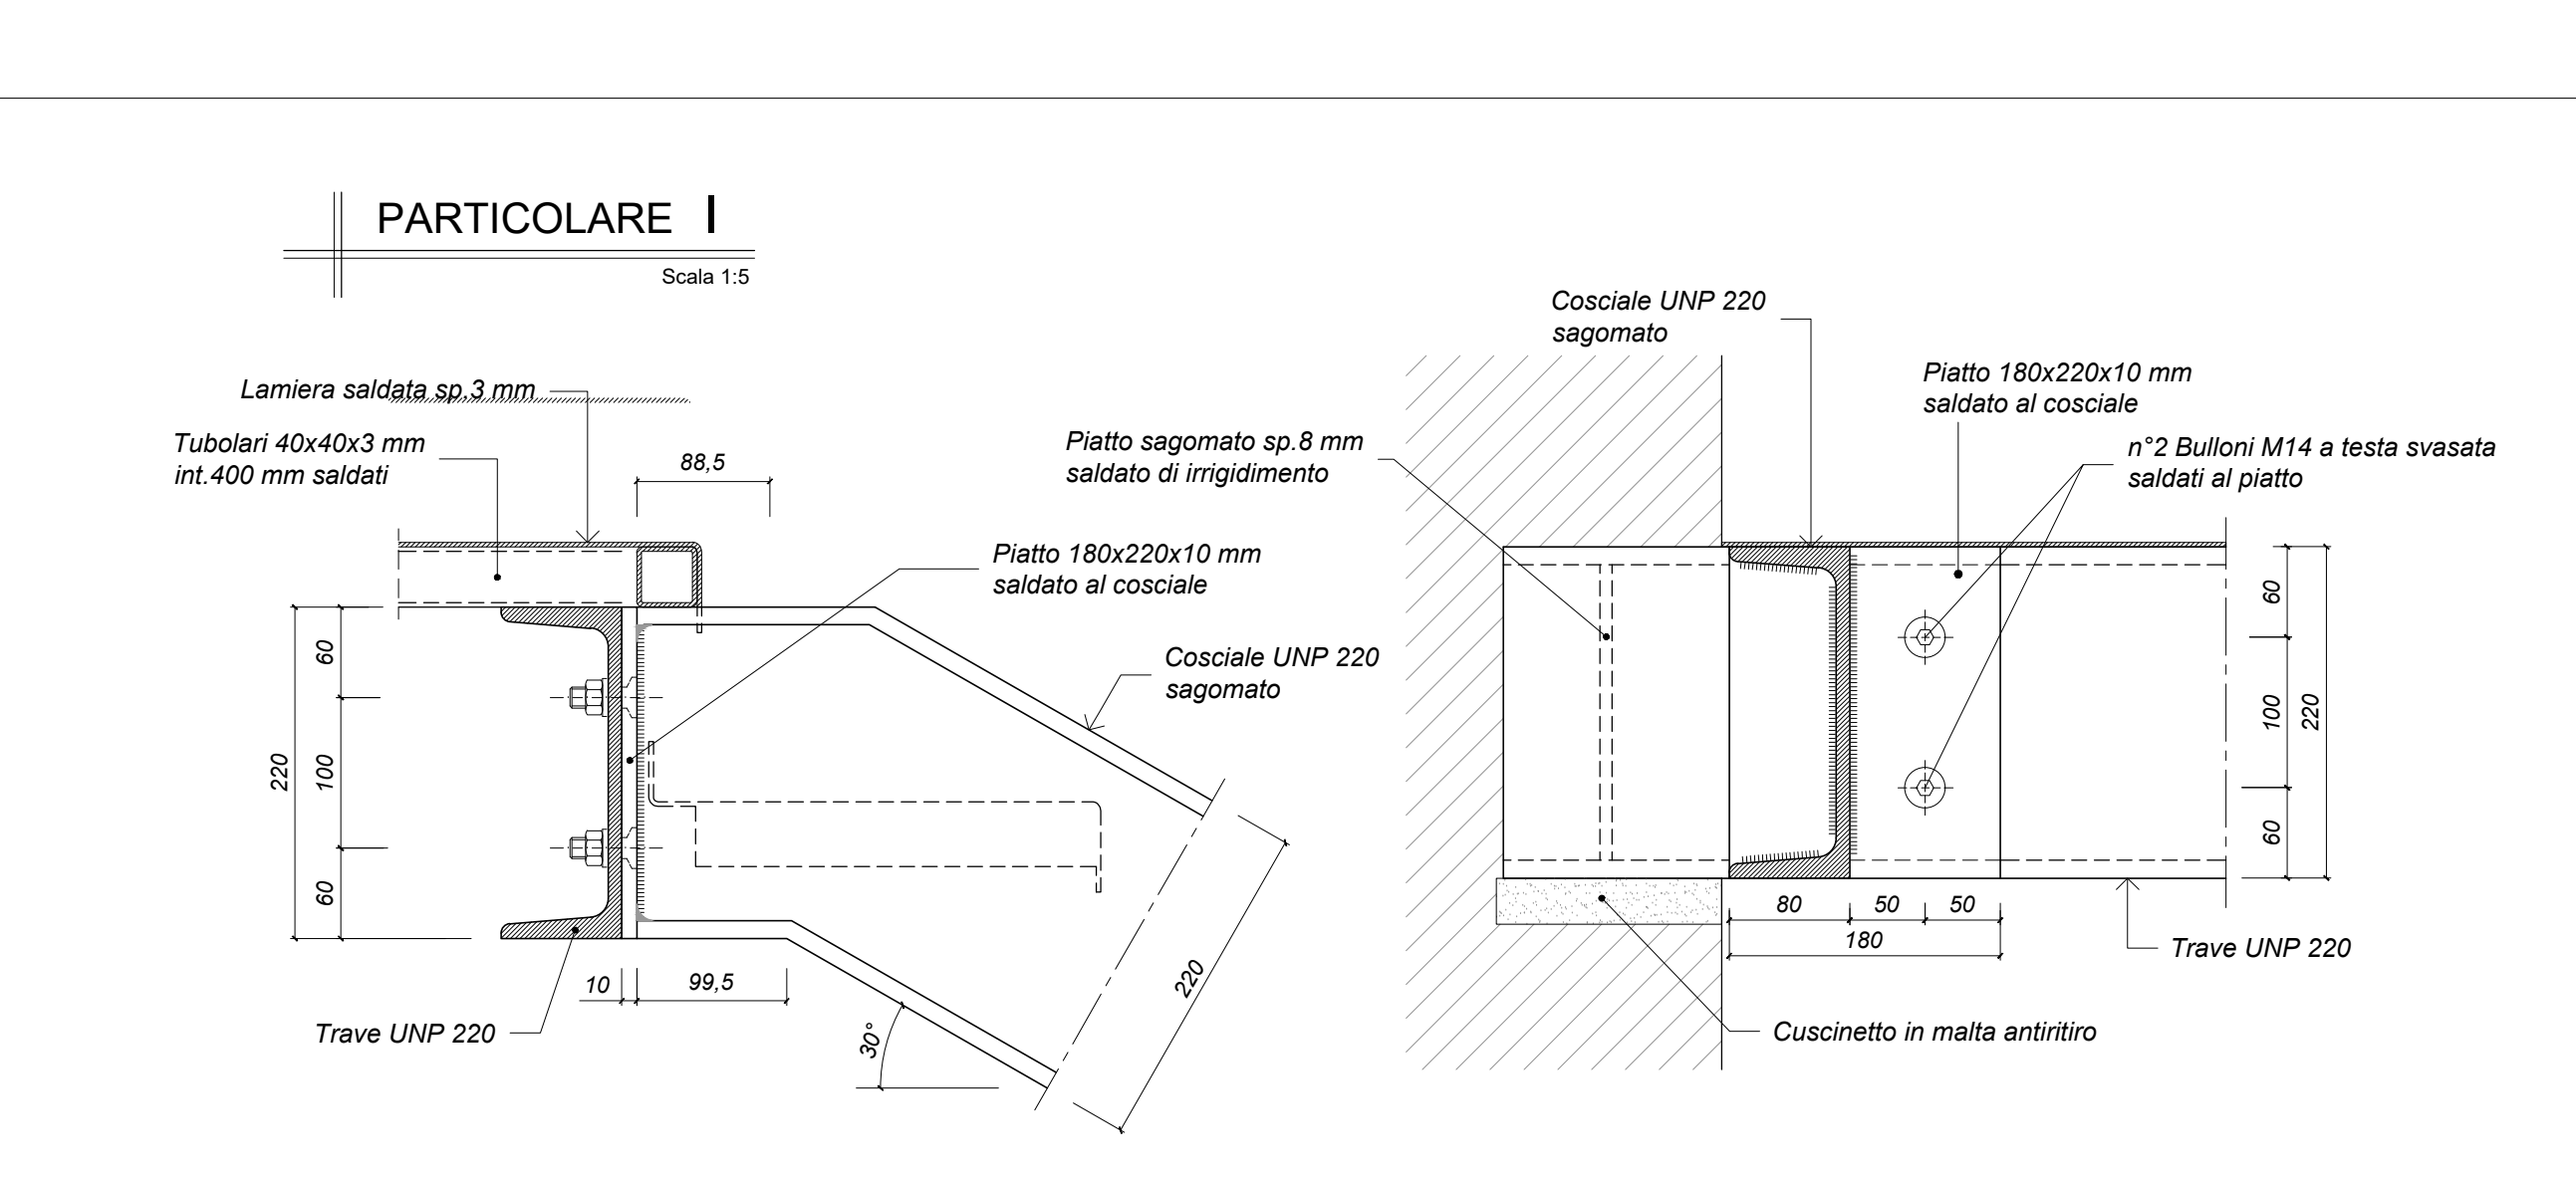 PARTICOLARE I
Scala 1:5
Lamiera saldata sp.3 mm
Tubolari 40x40x3 mm
int.400 mm saldati
88,5
Piatto 180x220x10 mm
saldato al cosciale
Cosciale UNP 220
sagomato
60
100
60
220
10
99,5
30°
220
Trave UNP 220
Cosciale UNP 220
sagomato
Piatto 180x220x10 mm
saldato al cosciale
Piatto sagomato sp.8 mm
saldato di irrigidimento
n°2 Bulloni M14 a testa svasata
saldati al piatto
60
100
60
220
80
50
50
180
Trave UNP 220
Cuscinetto in malta antiritiro